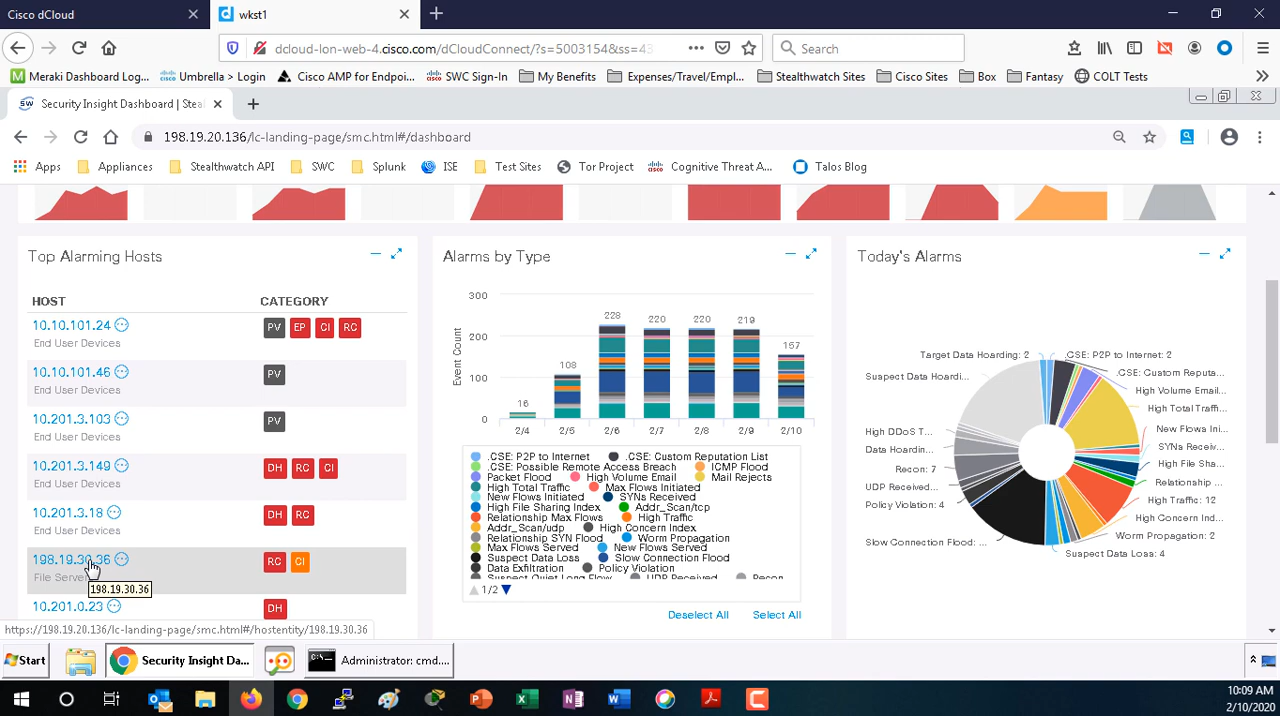 Cisco dCloud
wkst1
dcloud-lon-web-4.cisco.com/dCloudConnect/?s=5003154&ss=43
Search
Meraki Dashboard Log...
Umbrella > Login
Cisco AMP for Endpoi...
SWC Sign-In
My Benefits
Expenses/Travel/Empl...
Stealthwatch Sites
Cisco Sites
Box
Fantasy
COLT Tests
Security Insight Dashboard | Steal
198.19.20.136/lc-landing-page/smc.html#/dashboard
Apps
Appliances
Stealthwatch API
SWC
Splunk
ISE
Test Sites
Tor Project
Cognitive Threat A...
Talos Blog
Top Alarming Hosts
HOST
CATEGORY
10.10.101.24
PV EP CI RC
End User Devices
10.10.101.46
PV
End User Devices
10.201.3.103
PV
End User Devices
10.201.3.149
DH RC CI
End User Devices
10.201.3.18
DH RC
End User Devices
198.19.30.36
RC CI
File Serve
198.19.30.36
10.201.0.23
DH
https://198.19.20.136/lc-landing-page/smc.html#/hostentity/198.19.30.36
Alarms by Type
Event Count
300
200
100
0
16
108
228
220
220
219
157
2/4
2/5
2/6
2/7
2/8
2/9
2/10
.CSE: P2P to Internet
.CSE: Custom Reputation List
.CSE: Possible Remote Access Breach
ICMP Flood
Packet Flood
High Volume Email
Mail Rejects
High Total Traffic
Max Flows Initiated
New Flows Initiated
SYNs Received
High File Sharing Index
Addr_Scan/tcp
Relationship Max Flows
High Traffic
Addr_Scan/udp
High Concern Index
Relationship SYN Flood
Worm Propagation
Max Flows Served
New Flows Served
Suspect Data Loss
Slow Connection Flood
Data Exfiltration
Policy Violation
Suspect Quiet Long Flow
UDP Received
Recon
1/2
Deselect All
Select All
Today's Alarms
Target Data Hoarding: 2
.CSE: P2P to Internet: 2
Suspect Data Hoardi...
.CSE: Custom Reputa...
High Volume Email...
High Total Traffi...
High DDoS T...
New Flows Ini...
Data Hoardin...
SYNs Receiv...
Recon: 7
High File Sha...
UDP Received...
Relationship ...
Policy Violation: 4
High Traffic: 12
High Concern Ind...
Slow Connection Flood: ...
Worm Propagation: 2
Suspect Data Loss: 4
Start
Security Insight Da...
Administrator: cmd....
10:09 AM
2/10/2020